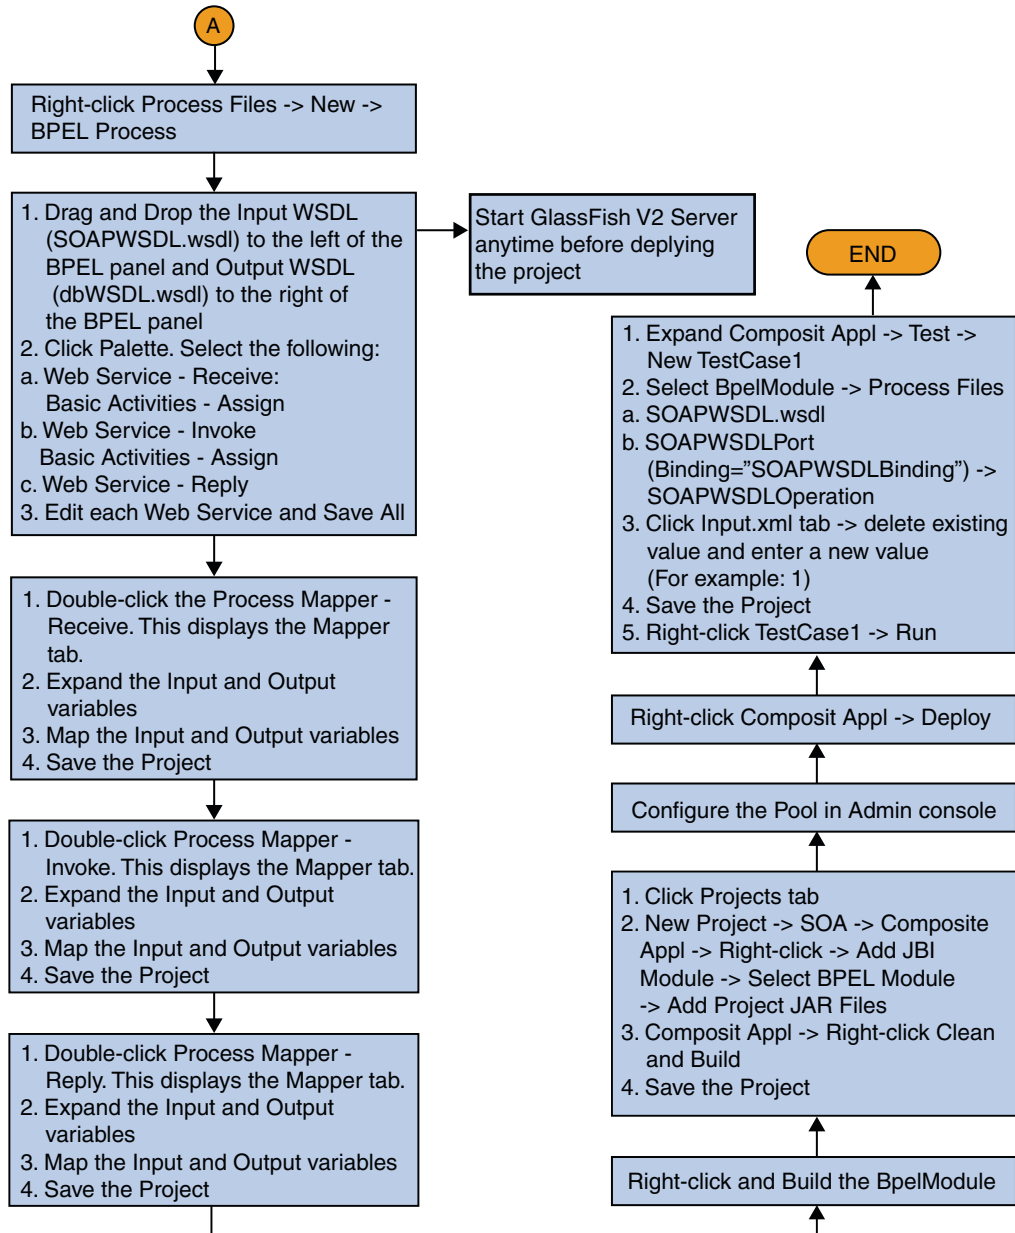 A
Right-click Process Files -> New ->
BPEL Process
1. Drag and Drop the Input WSDL
(SOAPWSDL.wsdl) to the left of the
BPEL panel and Output WSDL
(dbWSDL.wsdl) to the right of
the BPEL panel
2. Click Palette. Select the following:
a. Web Service - Receive:
Basic Activities - Assign
b. Web Service - Invoke
Basic Activities - Assign
c. Web Service - Reply
3. Edit each Web Service and Save All
Start GlassFish V2 Server
anytime before deplying
the project
1. Double-click the Process Mapper -
Receive. This displays the Mapper
tab.
2. Expand the Input and Output
variables
3. Map the Input and Output variables
4. Save the Project
1. Double-click Process Mapper -
Invoke. This displays the Mapper tab.
2. Expand the Input and Output
variables
3. Map the Input and Output variables
4. Save the Project
1. Double-click Process Mapper -
Reply. This displays the Mapper tab.
2. Expand the Input and Output
variables
3. Map the Input and Output variables
4. Save the Project
Right-click and Build the BpelModule
1. Click Projects tab
2. New Project -> SOA -> Composite
Appl -> Right-click -> Add JBI
Module -> Select BPEL Module
-> Add Project JAR Files
3. Composit Appl -> Right-click Clean
and Build
4. Save the Project
Configure the Pool in Admin console
Right-click Composit Appl -> Deploy
1. Expand Composit Appl -> Test ->
New TestCase1
2. Select BpelModule -> Process Files
a. SOAPWSDL.wsdl
b. SOAPWSDLPort
(Binding=”SOAPWSDLBinding”) ->
SOAPWSDLOperation
3. Click Input.xml tab -> delete existing
value and enter a new value
(For example: 1)
4. Save the Project
5. Right-click TestCase1 -> Run
END